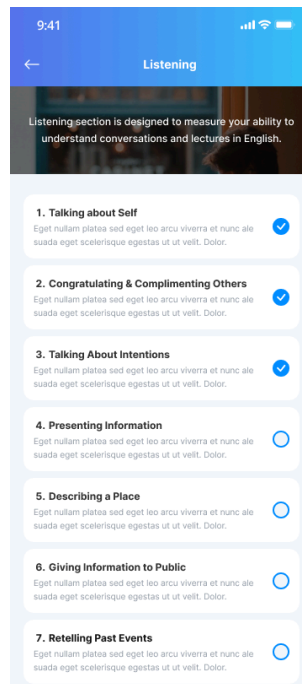 9:41
Listening
Listening section is designed to measure your ability to
understand conversations and lectures in English.
1. Talking about Self
Eget nullam platea sed eget leo arcu viverra et nunc ale
suada eget scelerisque egestas ut ut velit. Dolor.
2. Congratulating & Complimenting Others
Eget nullam platea sed eget leo arcu viverra et nunc ale
suada eget scelerisque egestas ut ut velit. Dolor.
3. Talking About Intentions
Eget nullam platea sed eget leo arcu viverra et nunc ale
suada eget scelerisque egestas ut ut velit. Dolor.
4. Presenting Information
Eget nullam platea sed eget leo arcu viverra et nunc ale
suada eget scelerisque egestas ut ut velit. Dolor.
5. Describing a Place
Eget nullam platea sed eget leo arcu viverra et nunc ale
suada eget scelerisque egestas ut ut velit. Dolor.
6. Giving Information to Public
Eget nullam platea sed eget leo arcu viverra et nunc ale
suada eget scelerisque egestas ut ut velit. Dolor.
7. Retelling Past Events
Eget nullam platea sed eget leo arcu viverra et nunc ale
suada eget scelerisque egestas ut ut velit. Dolor.